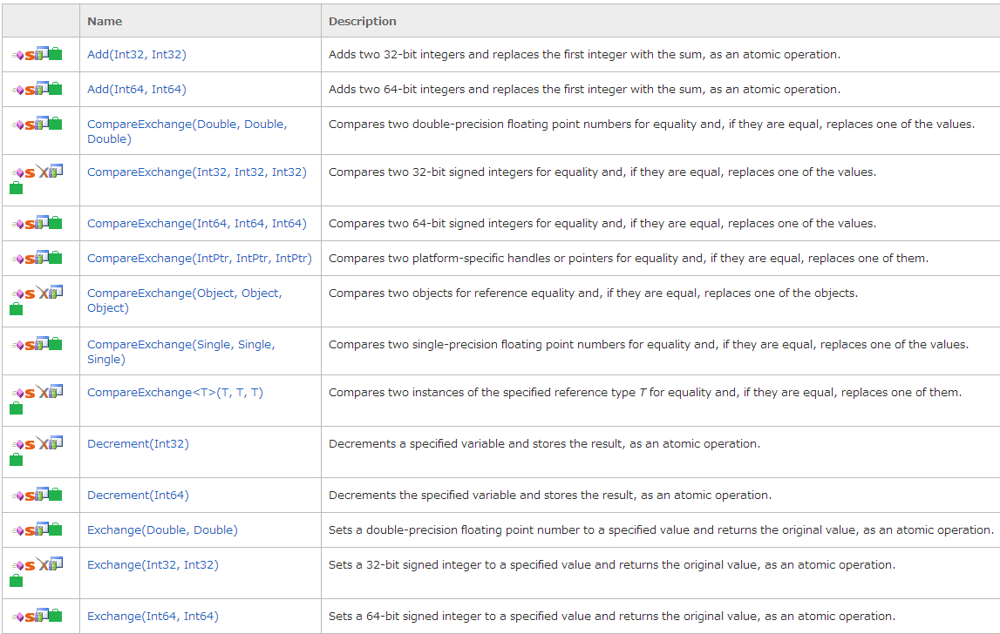 Name Description
Add(Int32, Int32) Adds two 32-bit integers and replaces the first integer with the sum, as an atomic operation.
Add(Int64, Int64) Adds two 64-bit integers and replaces the first integer with the sum, as an atomic operation.
CompareExchange(Double, Double, Compares two double-precision floating point numbers for equality and, if they are equal, replaces one of the values.
Double)
CompareExchange(Int32, Int32, Int32) Compares two 32-bit signed integers for equality and, if they are equal, replaces one of the values.
CompareExchange(Int64, Int64, Int64) Compares two 64-bit signed integers for equality and, if they are equal, replaces one of the values.
CompareExchange(IntPtr, IntPtr, IntPtr) Compares two platform-specific handles or pointers for equality and, if they are equal, replaces one of them.
CompareExchange(Object, Object, Compares two objects for reference equality and, if they are equal, replaces one of the objects.
Object)
CompareExchange(Single, Single, Compares two single-precision floating point numbers for equality and, if they are equal, replaces one of the values.
Single)
CompareExchange<T>(T, T, T) Compares two instances of the specified reference type T for equality and, if they are equal, replaces one of them.
Decrement(Int32) Decrements a specified variable and stores the result, as an atomic operation.
Decrement(Int64) Decrements the specified variable and stores the result, as an atomic operation.
Exchange(Double, Double) Sets a double-precision floating point number to a specified value and returns the original value, as an atomic operation.
Exchange(Int32, Int32) Sets a 32-bit signed integer to a specified value and returns the original value, as an atomic operation.
Exchange(Int64, Int64) Sets a 64-bit signed integer to a specified value and returns the original value, as an atomic operation.